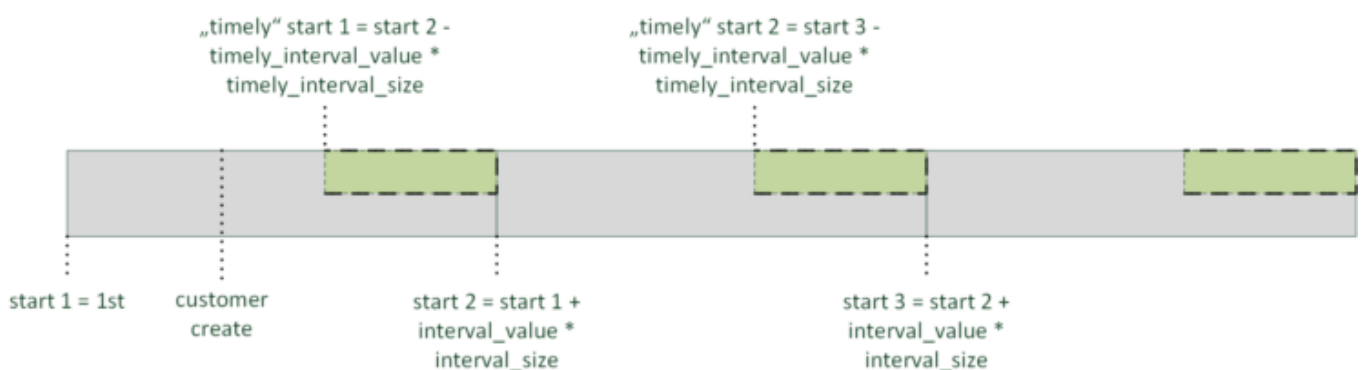 „timely“ start 1 = start 2 -
timely_interval_value *
timely_interval_size
„timely“ start 2 = start 3 -
timely_interval_value *
timely_interval_size
start 1 = 1st
customer
create
start 2 = start 1 +
interval_value *
interval_size
start 3 = start 2 +
interval_value *
interval_size